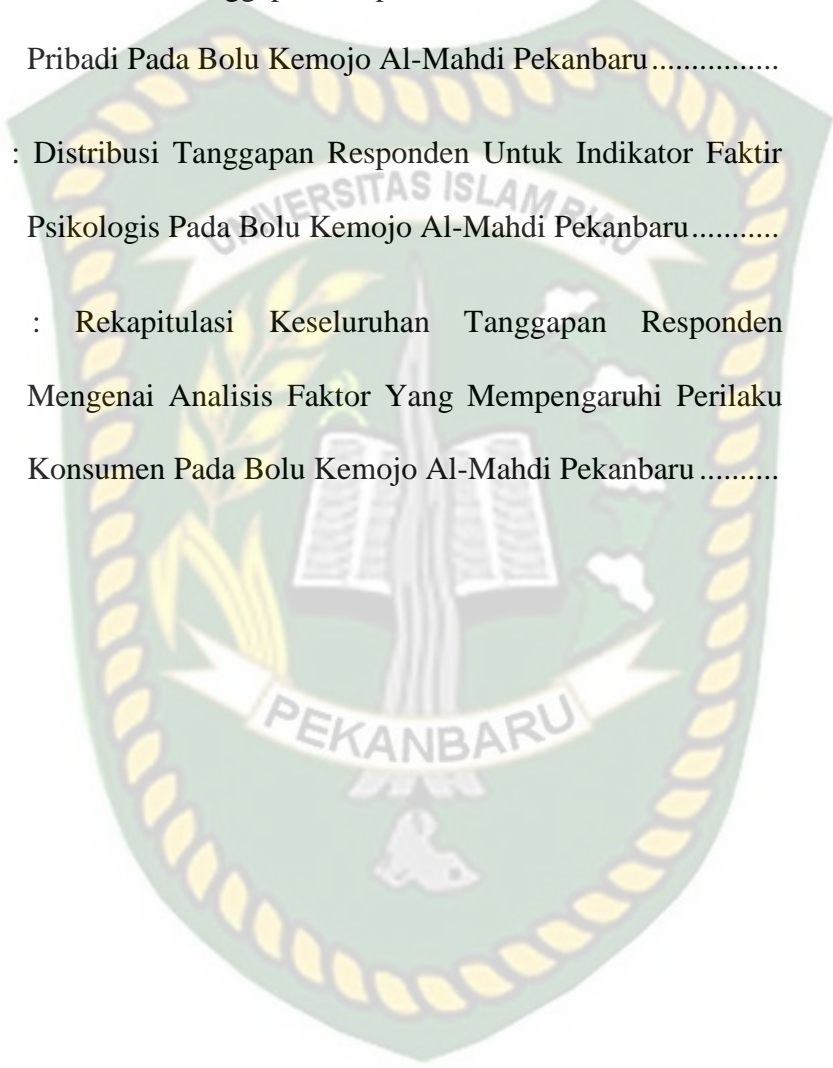 Pribadi Pada Bolu Kemojo Al-Mahdi Pekanbaru................
: Distribusi Tanggapan Responden Untuk Indikator Faktir
Psikologis Pada Bolu Kemojo Al-Mahdi Pekanbaru...........
: Rekapitulasi Keseluruhan Tanggapan Responden
Mengenai Analisis Faktor Yang Mempengaruhi Perilaku
Konsumen Pada Bolu Kemojo Al-Mahdi Pekanbaru ..........
UNIVERSITAS ISLAM RIAU
PEKANBARU